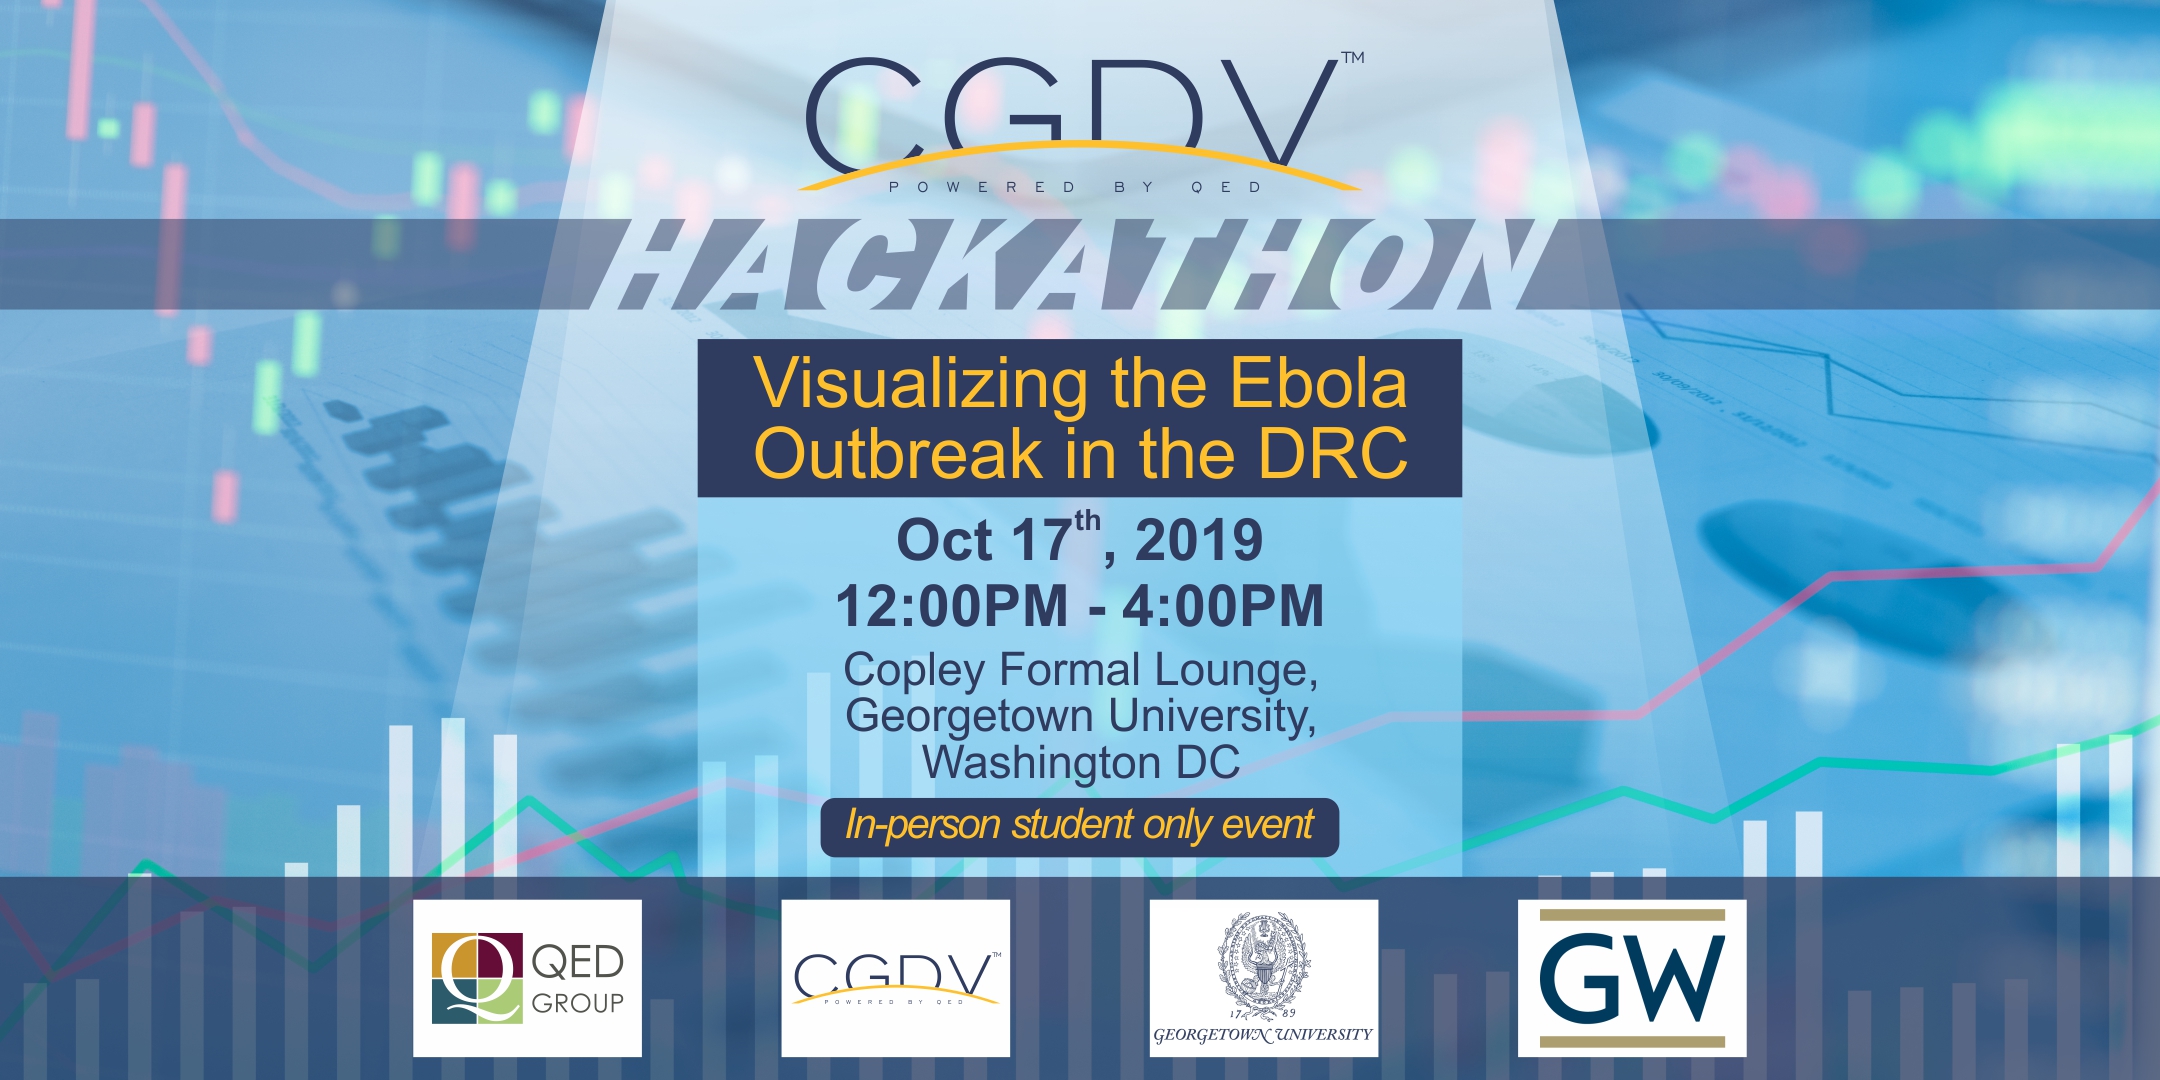 CGDV™
POWERED BY QED
HACKATHON
Visualizing the Ebola
Outbreak in the DRC
Oct 17th, 2019
12:00PM - 4:00PM
Copley Formal Lounge,
Georgetown University,
Washington DC
In-person student only event
QED
GROUP
CGDV™
POWERED BY QED
17 89
GEORGETOWN UNIVERSITY
GW